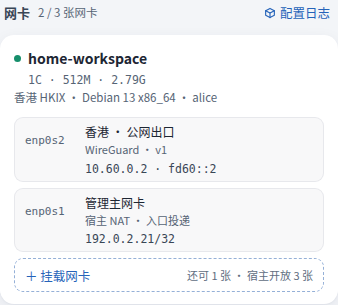 网卡 2 / 3 张网卡 配置日志
home-workspace
1C · 512M · 2.79G
香港 HKIX · Debian 13 x86_64 · alice
enp0s2 香港 · 公网出口
WireGuard · v1
10.60.0.2 · fd60::2
enp0s1 管理主网卡
宿主 NAT · 入口投递
192.0.2.21/32
+ 挂载网卡 还可 1 张 · 宿主开放 3 张